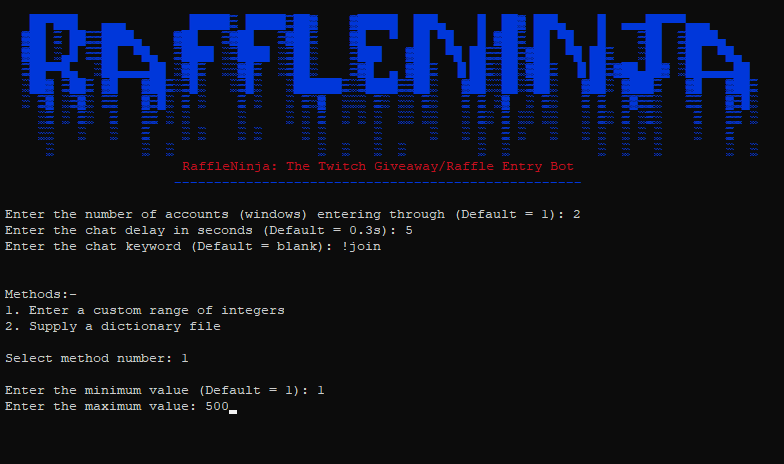 RAFFLENINJA
RaffleNinja: The Twitch Giveaway/Raffle Entry Bot
Enter the number of accounts (windows) entering through (Default = 1): 2
Enter the chat delay in seconds (Default = 0.3s): 5
Enter the chat keyword (Default = blank): !join
Methods:-
1. Enter a custom range of integers
2. Supply a dictionary file
Select method number: 1
Enter the minimum value (Default = 1): 1
Enter the maximum value: 500